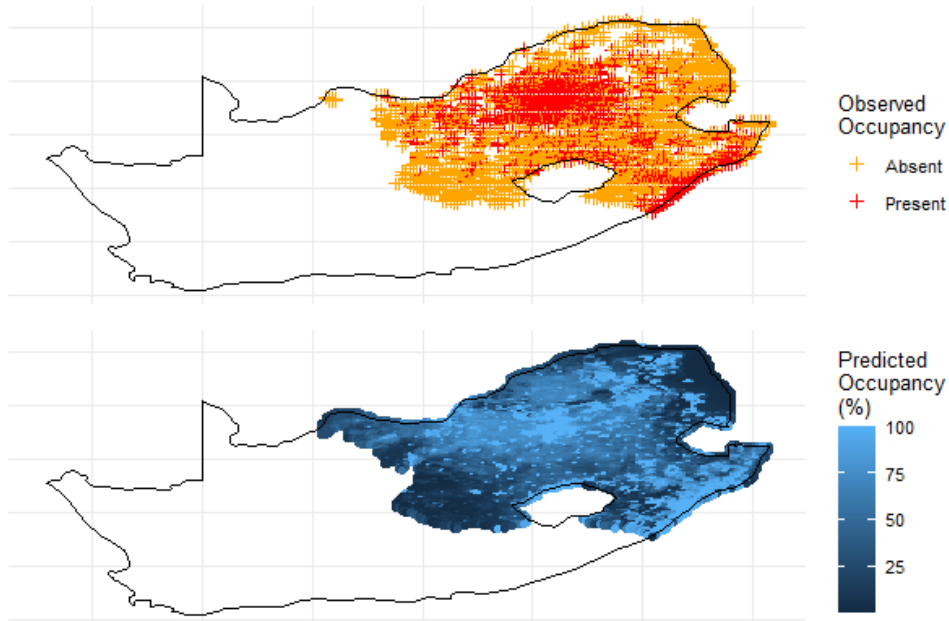 Observed
Occupancy
Absent
Present
Predicted
Occupancy
(%)
100
75
50
25